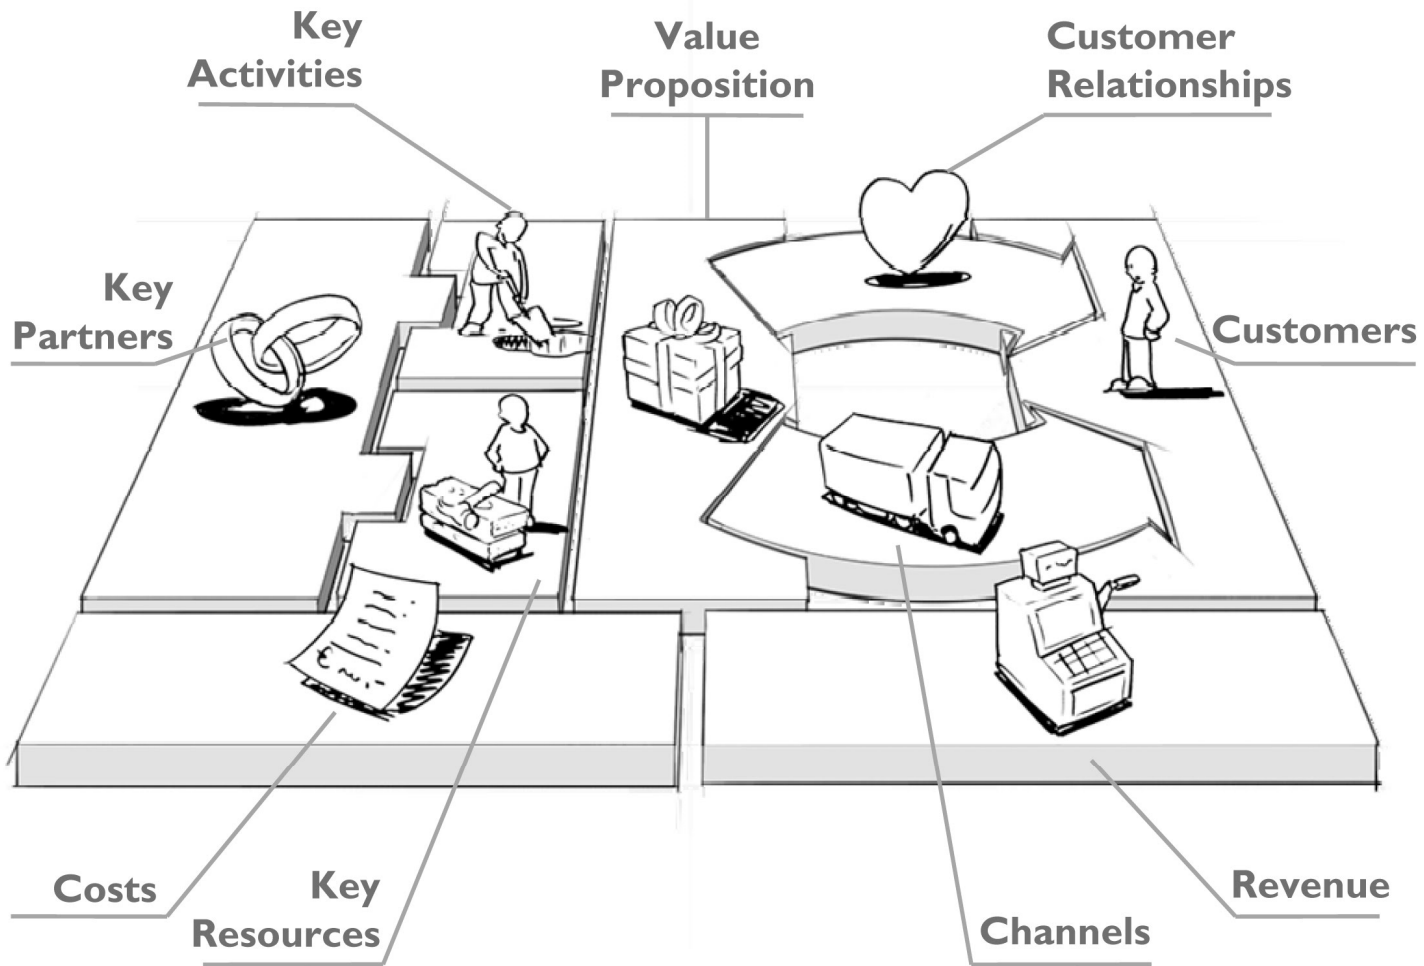 Key
Activities
Value
Proposition
Customer
Relationships
Key
Partners
Customers
€
Costs
Key
Resources
Channels
Revenue